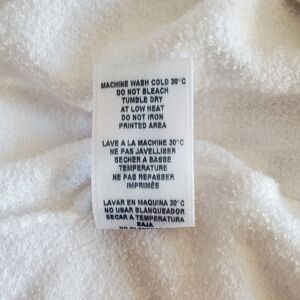 MACHINE WASH COLD 30°C
DO NOT BLEACH
TUMBLE DRY
AT LOW HEAT
DO NOT IRON
PRINTED AREA
LAVE A LA MACHINE 30°C
NE PAS JAVELLISER
SECHER A BASSE
TEMPERATURE
NE PAS REPASSER
IMPRIMÉE
LAVAR EN MAQUINA 30°C
NO USAR BLANQUEADOR
SECAR A TEMPERATURA
BAJA